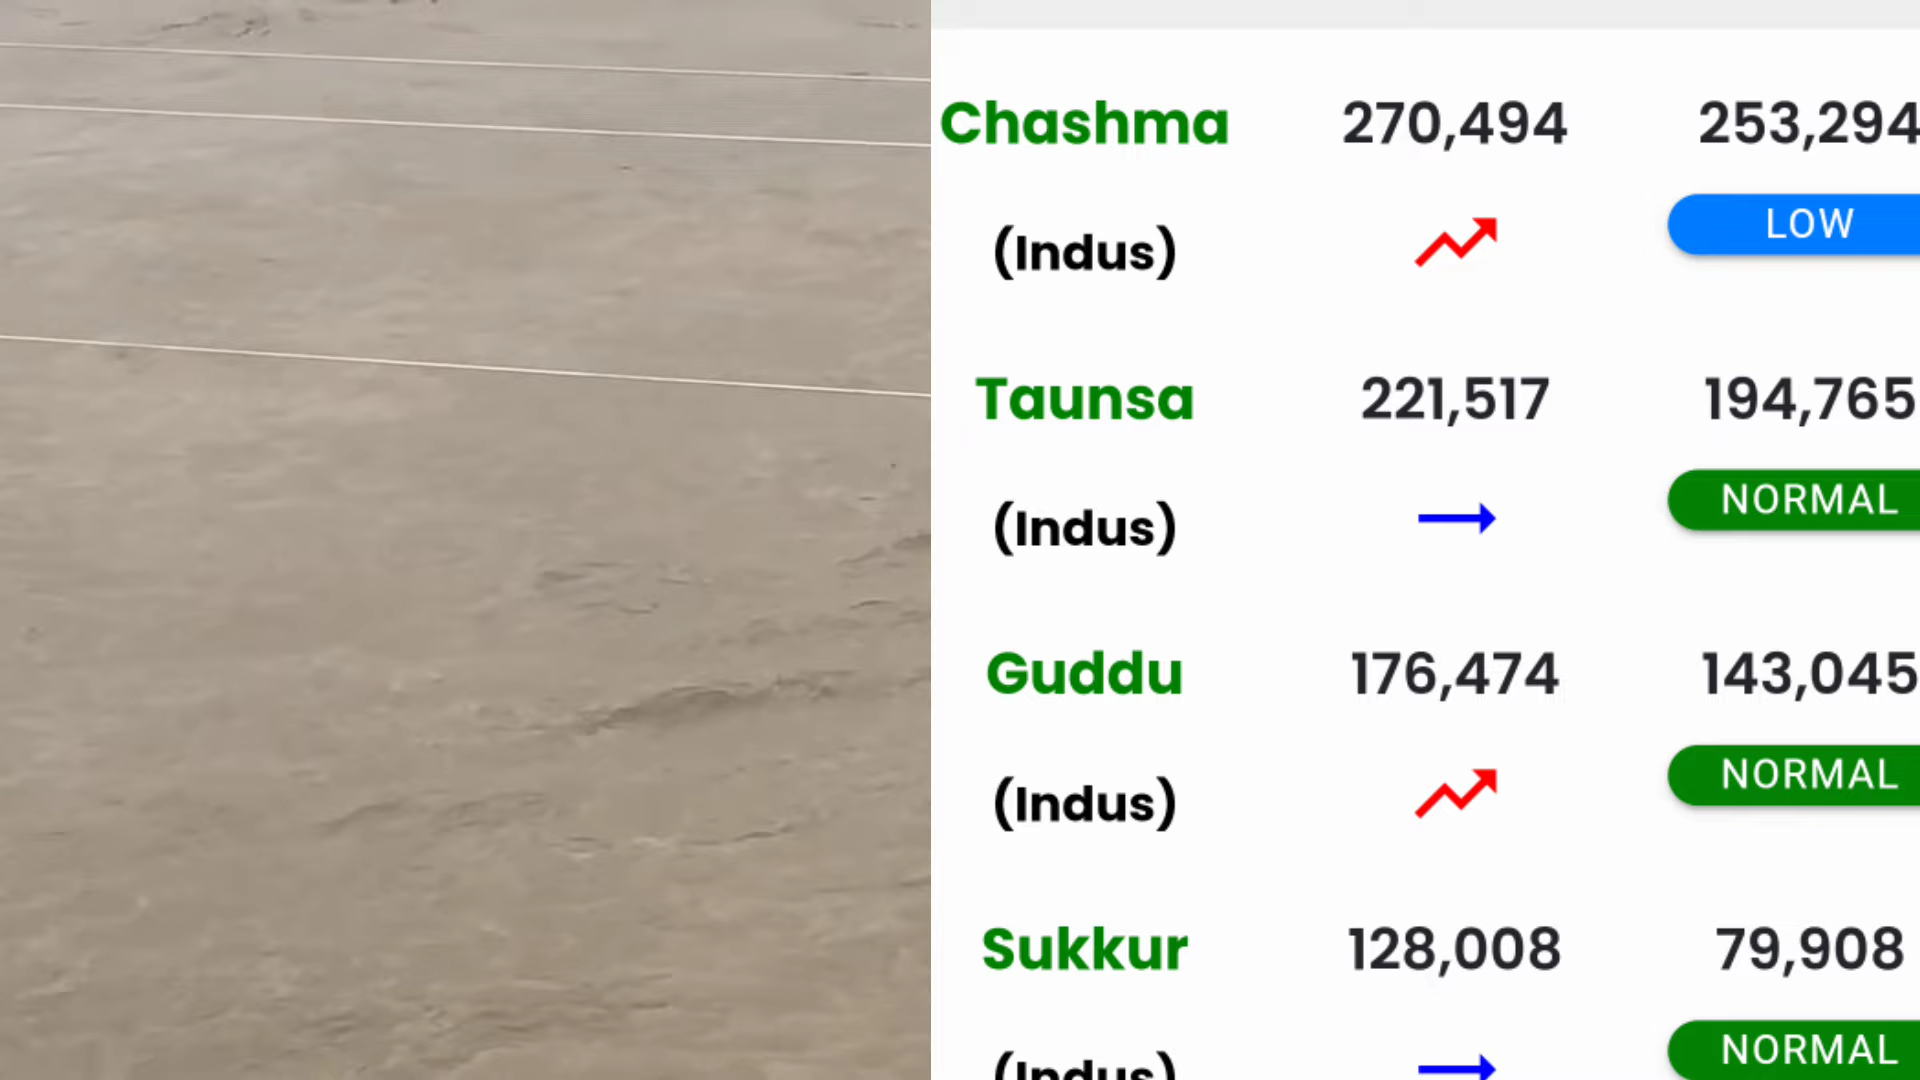 Chashma 270,494 253,294
(Indus) LOW
Taunsa 221,517 194,765
(Indus) NORMAL
Guddu 176,474 143,045
(Indus) NORMAL
Sukkur 128,008 79,908
(Indus) NORMAL